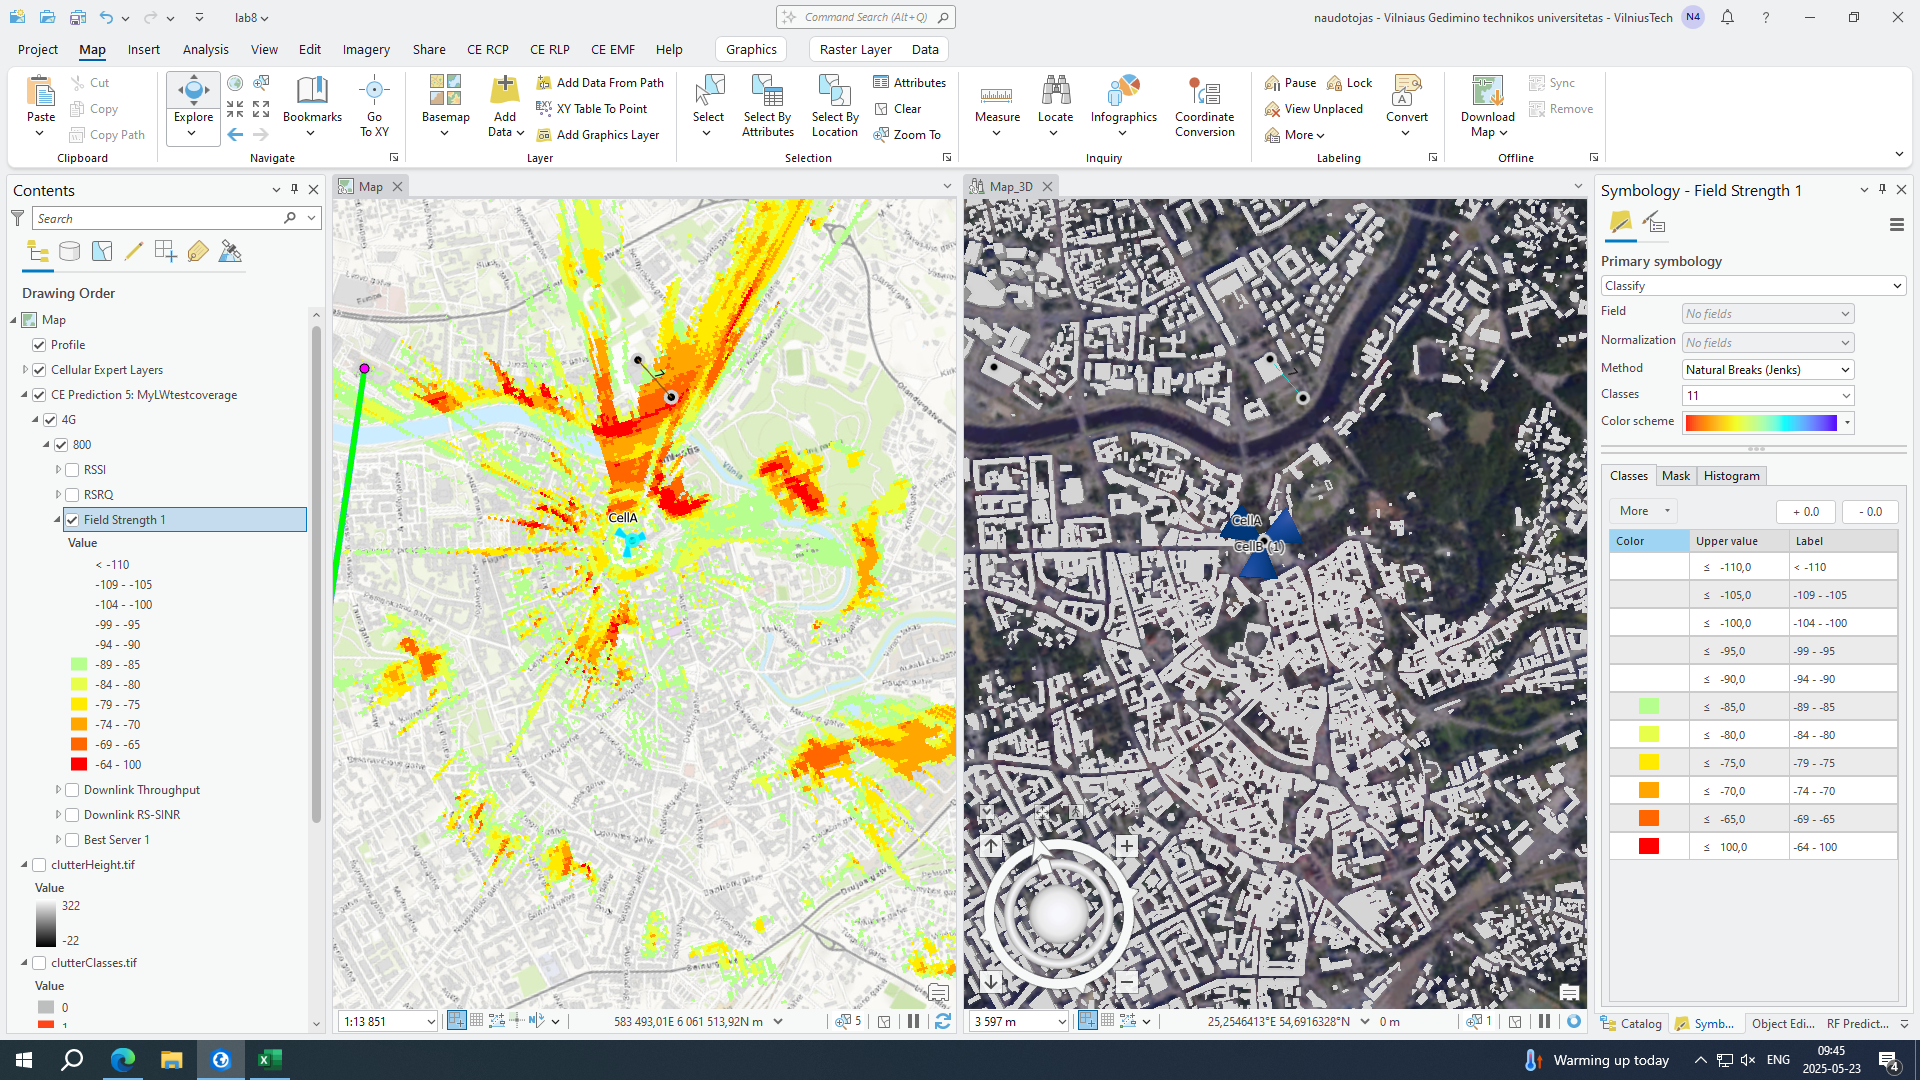 lab8
Command Search (Alt+Q)
naudotojas - Vilniaus Gedimino technikos universitetas - VilniusTech
N4
Project Map Insert Analysis View Edit Imagery Share CE RCP CE RLP CE EMF Help Graphics Raster Layer Data
Paste
Cut
Copy
Copy Path
Clipboard
Explore
Bookmarks
Go
To XY
Navigate
Basemap
Add
Data
Add Data From Path
XY Table To Point
Add Graphics Layer
Layer
Select
Select By
Attributes
Select By
Location
Attributes
Clear
Zoom To
Selection
Measure
Locate
Infographics
Coordinate
Conversion
Inquiry
Pause
Lock
View Unplaced
More
Labeling
Convert
Download
Map
Sync
Remove
Offline
Contents
Search
Drawing Order
Map
Profile
Cellular Expert Layers
CE Prediction 5: MyLWtestcoverage
4G
800
RSSI
RSRQ
Field Strength 1
Value
< -110
-109 - -105
-104 - -100
-99 - -95
-94 - -90
-89 - -85
-84 - -80
-79 - -75
-74 - -70
-69 - -65
-64 - 100
Downlink Throughput
Downlink RS-SINR
Best Server 1
clutterHeight.tif
Value
322
-22
clutterClasses.tif
Value
0
1
Map
CellA
1:13 851
583 493,01E 6 061 513,92N m
5
Map_3D
CellA
CellB (1)
3 597 m
25,2546413°E 54,6916328°N
0 m
1
Symbology - Field Strength 1
Primary symbology
Classify
Field
No fields
Normalization
No fields
Method
Natural Breaks (Jenks)
Classes
11
Color scheme
Classes Mask Histogram
More
+ 0.0
- 0.0
Color Upper value Label
≤ -110,0 < -110
≤ -105,0 -109 - -105
≤ -100,0 -104 - -100
≤ -95,0 -99 - -95
≤ -90,0 -94 - -90
≤ -85,0 -89 - -85
≤ -80,0 -84 - -80
≤ -75,0 -79 - -75
≤ -70,0 -74 - -70
≤ -65,0 -69 - -65
≤ 100,0 -64 - 100
Catalog
Symb...
Object Edi...
RF Predict...
Warming up today
ENG
09:45
2025-05-23
4